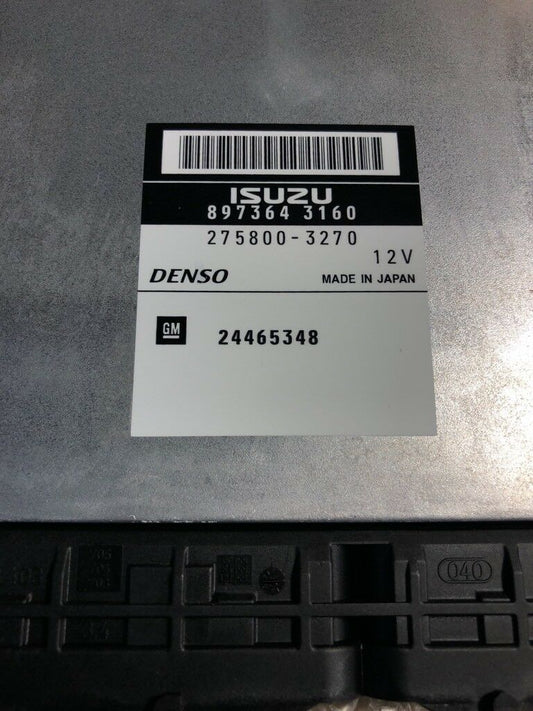 ISUZU
897364 3160
275800-3270
12V
DENSO
MADE IN JAPAN
GM
24465348
040